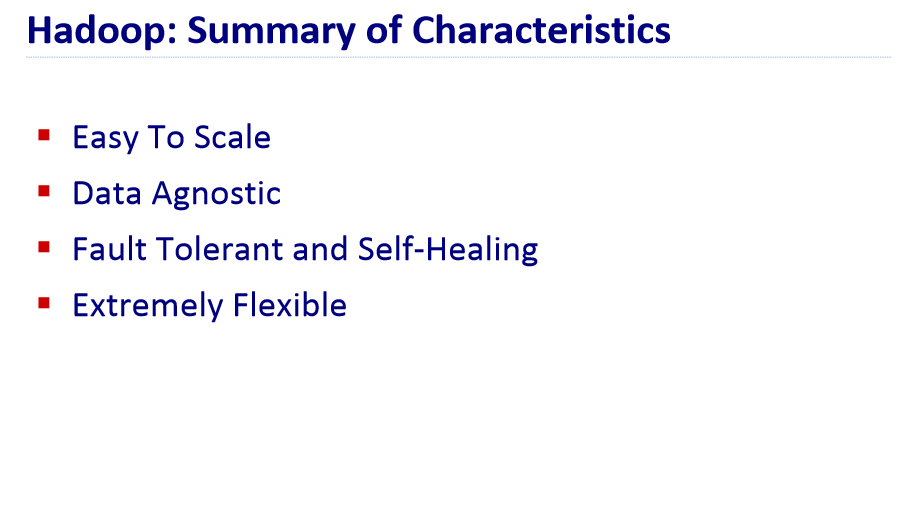 Hadoop: Summary of Characteristics
Easy To Scale
Data Agnostic
Fault Tolerant and Self-Healing
Extremely Flexible